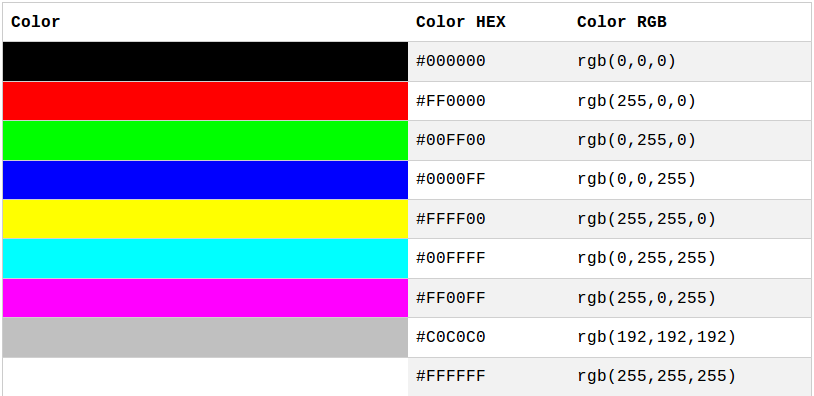 Color Color HEX Color RGB
#000000 rgb(0,0,0)
#FF0000 rgb(255,0,0)
#00FF00 rgb(0,255,0)
#0000FF rgb(0,0,255)
#FFFF00 rgb(255,255,0)
#00FFFF rgb(0,255,255)
#FF00FF rgb(255,0,255)
#C0C0C0 rgb(192,192,192)
#FFFFFF rgb(255,255,255)